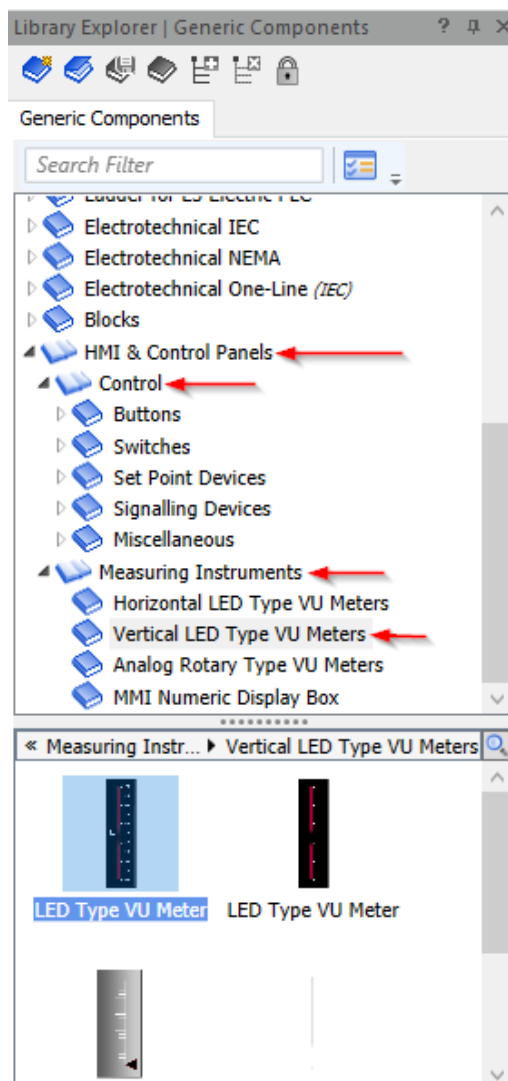 Library Explorer | Generic Components
Generic Components
Search Filter
Electrotechnical IEC
Electrotechnical NEMA
Electrotechnical One-Line (IEC)
Blocks
HMI & Control Panels
Control
Buttons
Switches
Set Point Devices
Signalling Devices
Miscellaneous
Measuring Instruments
Horizontal LED Type VU Meters
Vertical LED Type VU Meters
Analog Rotary Type VU Meters
MMI Numeric Display Box
« Measuring Instr... Vertical LED Type VU Meters
LED Type VU Meter LED Type VU Meter